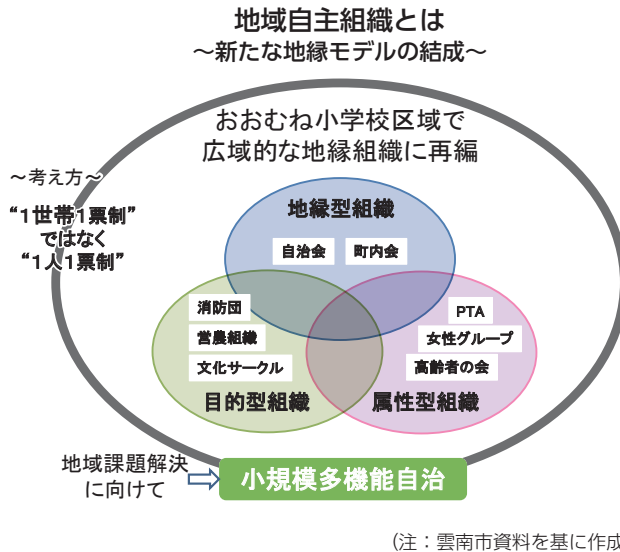 地域自主組織とは
～新たな地縁モデルの結成～
おおむね小学校区域で
広域的な地縁組織に再編
～考え方～
“1世帯1票制”
ではなく
“1人1票制”
地縁型組織
自治会 町内会
消防団
営農組織
文化サークル
目的型組織
PTA
女性グループ
高齢者の会
属性型組織
地域課題解決
に向けて
小規模多機能自治
(注：雲南市資料を基に作成